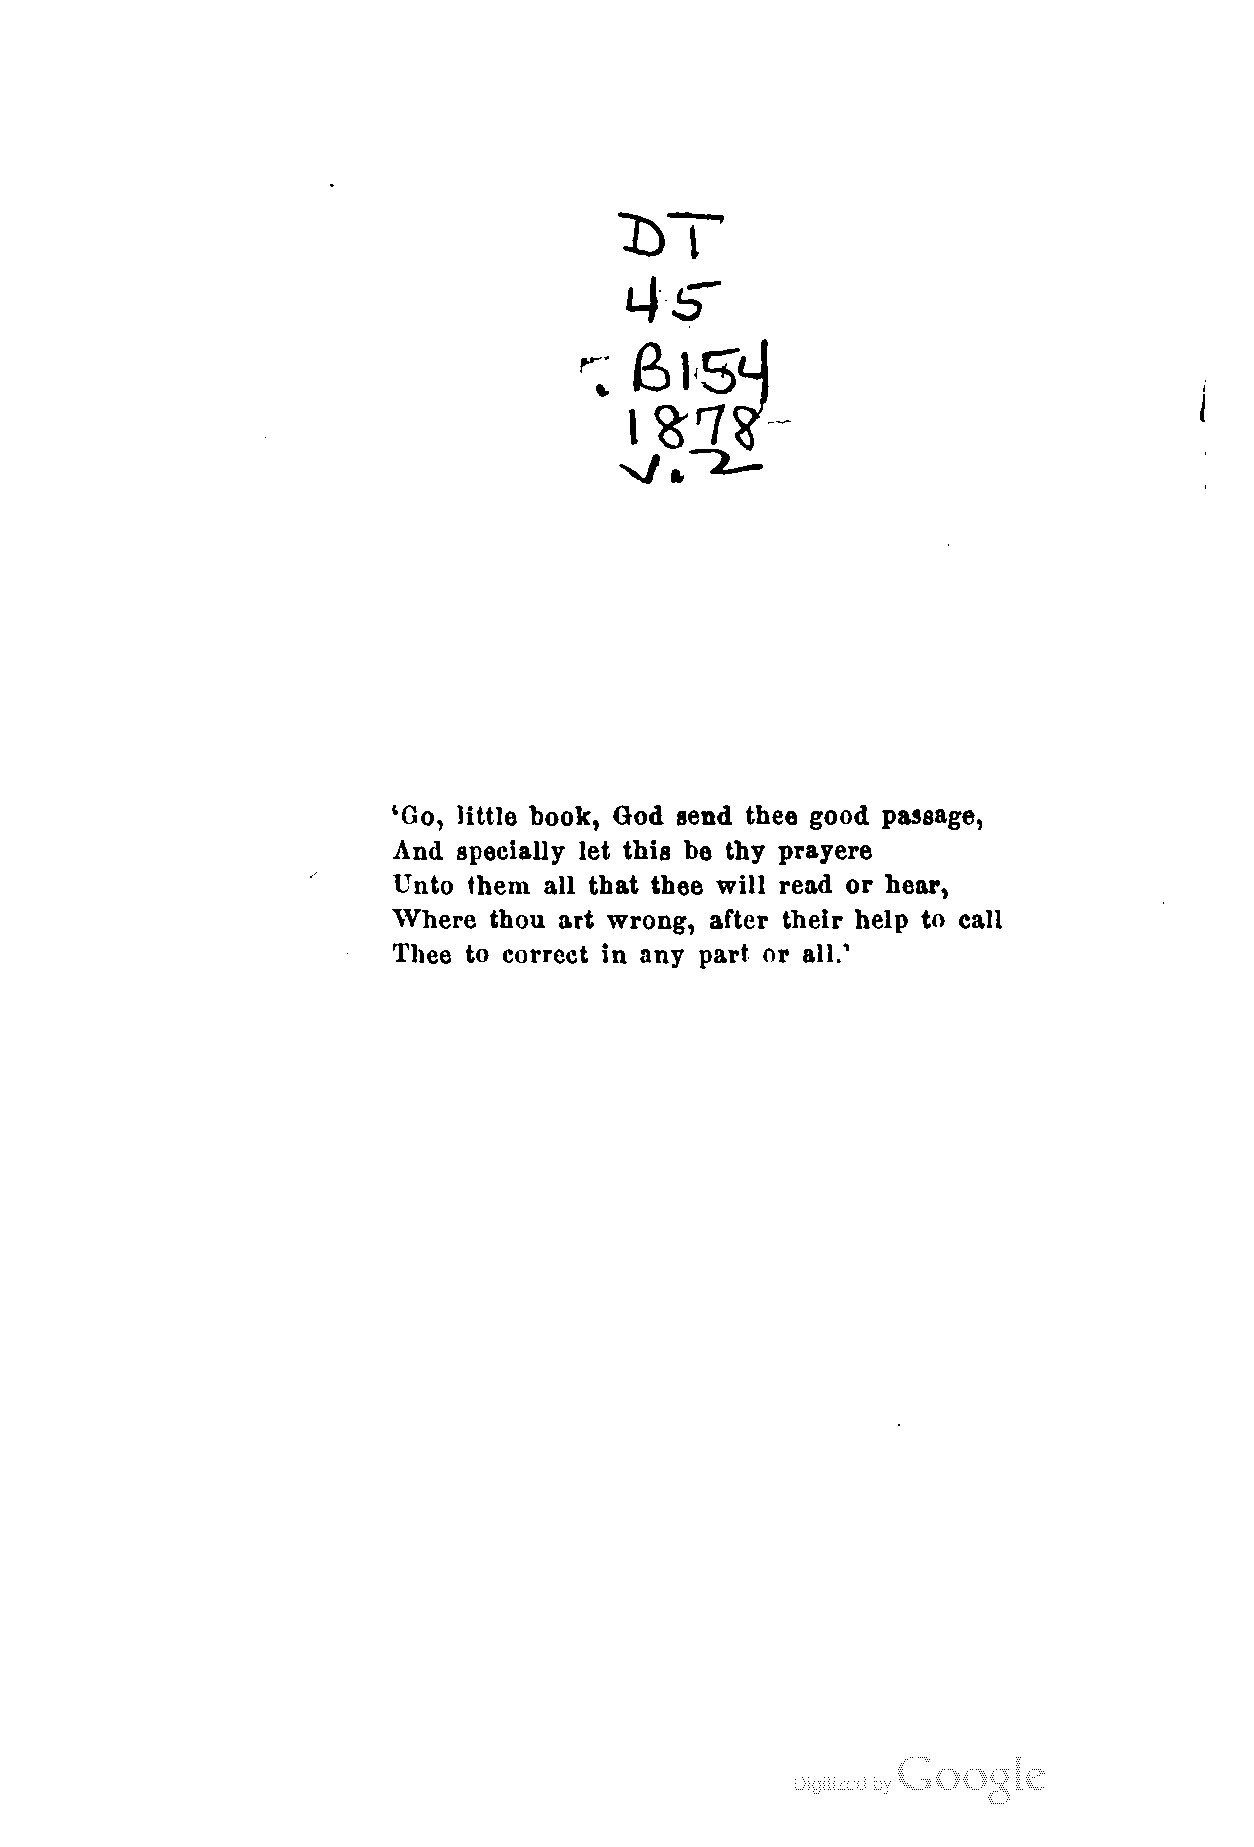 DT
45
.B154
1878
v.2
‘Go, little book, God send thee good passage,
And specially let this be thy prayere
Unto them all that thee will read or hear,
Where thou art wrong, after their help to call
Thee to correct in any part or all.’
Digitized by Google